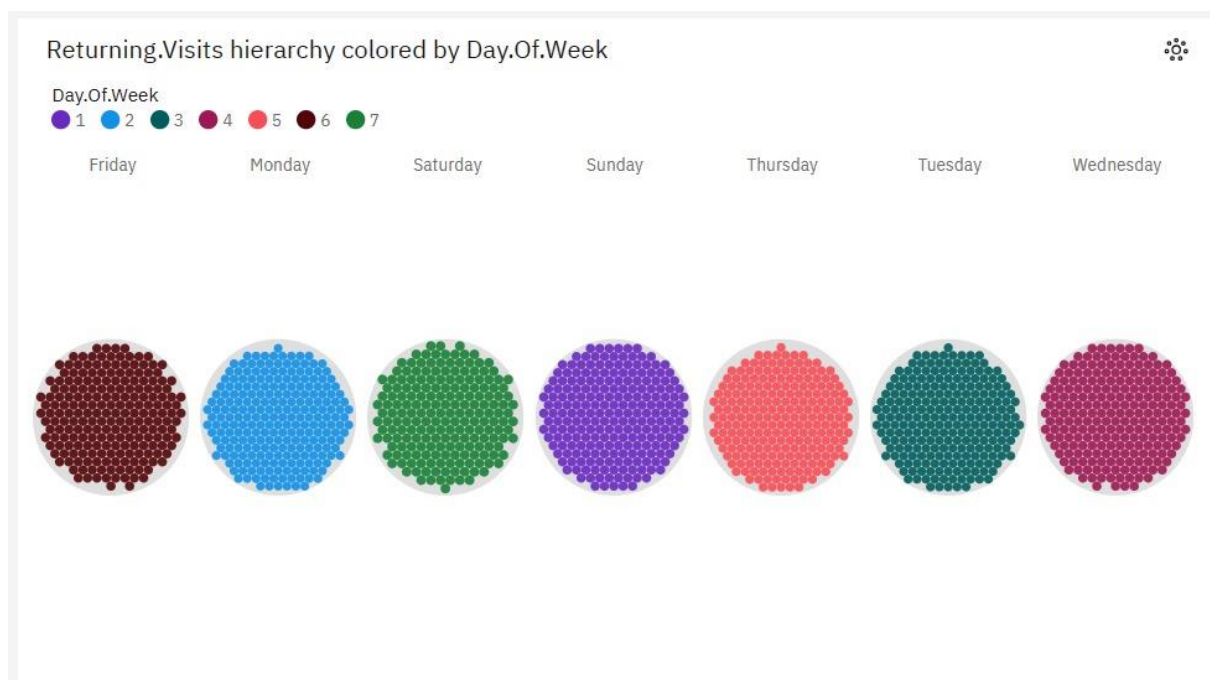 Returning.Visits hierarchy colored by Day.Of.Week
Day.Of.Week
1 2 3 4 5 6 7
Friday Monday Saturday Sunday Thursday Tuesday Wednesday